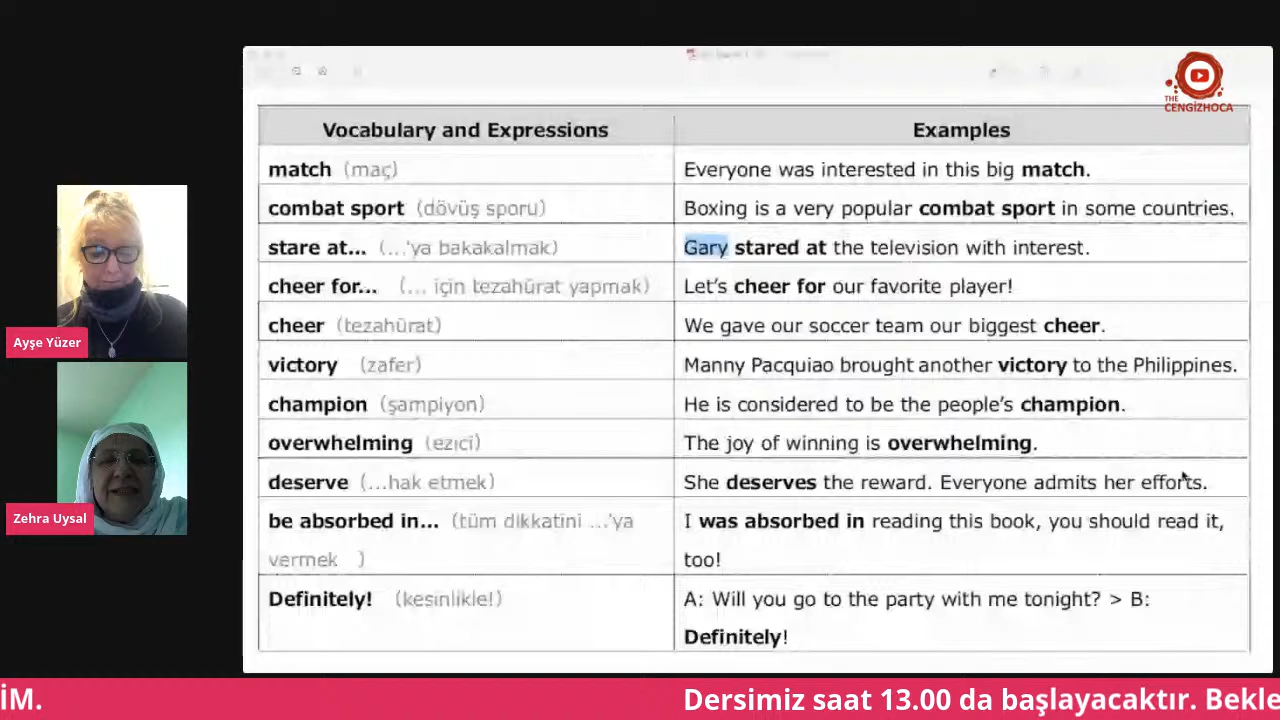 THE
CENGİZHOCA
Vocabulary and Expressions
Examples
match (maç)
Everyone was interested in this big match.
combat sport (dövüş sporu)
Boxing is a very popular combat sport in some countries.
stare at... (...'ya bakakalmak)
Gary stared at the television with interest.
cheer for... (... için tezahürat yapmak)
Let's cheer for our favorite player!
cheer (tezahürat)
We gave our soccer team our biggest cheer.
victory (zafer)
Manny Pacquiao brought another victory to the Philippines.
champion (şampiyon)
He is considered to be the people's champion.
overwhelming (ezici)
The joy of winning is overwhelming.
deserve (...hak etmek)
She deserves the reward. Everyone admits her efforts.
be absorbed in... (tüm dikkatini ...'ya
vermek )
I was absorbed in reading this book, you should read it,
too!
Definitely! (kesinlikle!)
A: Will you go to the party with me tonight? > B:
Definitely!
Ayşe Yüzer
Zehra Uysal
İM.
Dersimiz saat 13.00 da başlayacaktır. Bekle